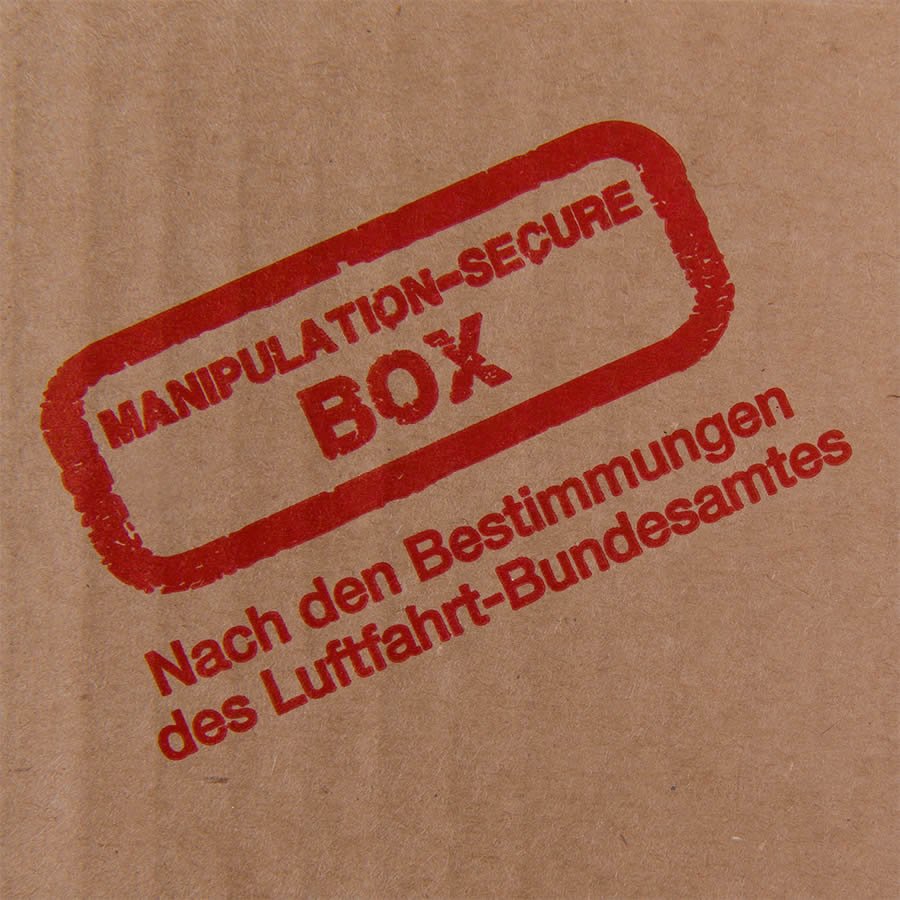 MANIPULATION-SECURE
BOX
Nach den Bestimmungen
des Luftfahrt-Bundesamtes